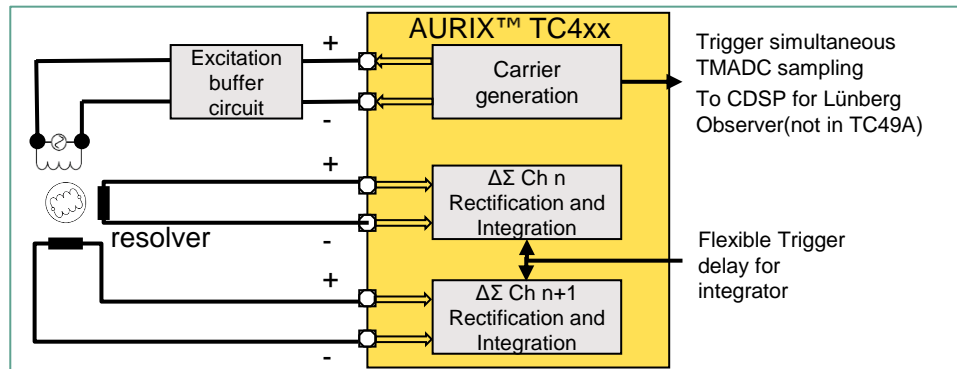 AURIX™ TC4xx
+
Excitation
buffer
circuit
-
Carrier
generation
Trigger simultaneous
TMADC sampling
To CDSP for Lünberg
Observer(not in TC49A)
+
ΔΣ Ch n
Rectification and
Integration
resolver
-
Flexible Trigger
delay for
integrator
+
ΔΣ Ch n+1
Rectification and
Integration
-